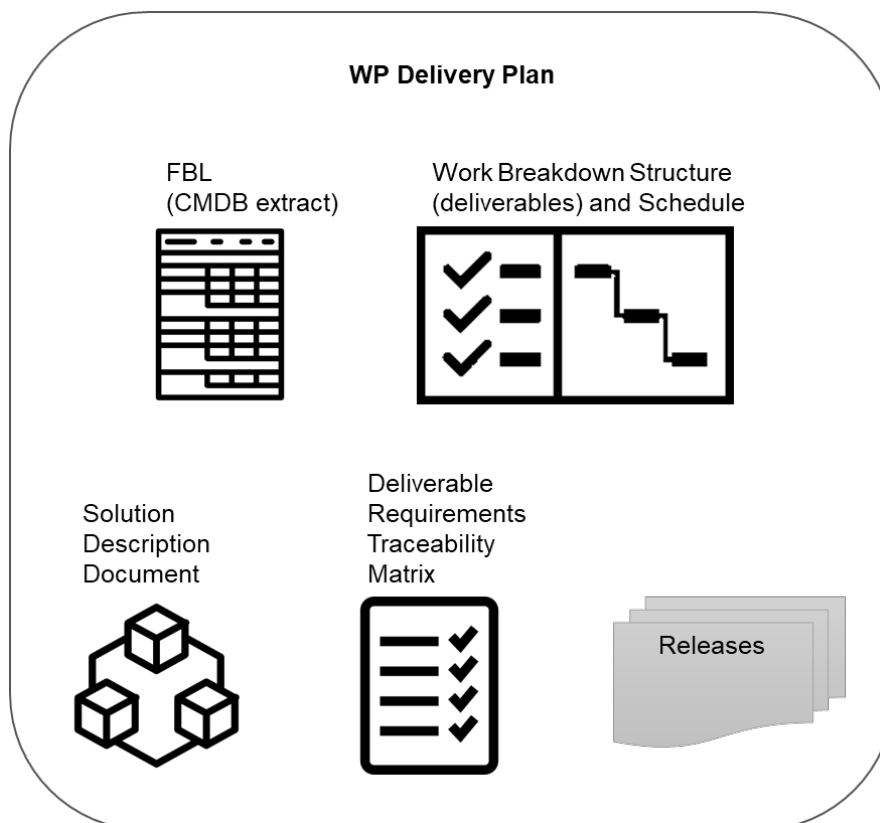 WP Delivery Plan
FBL
(CMDB extract)
Work Breakdown Structure
(deliverables) and Schedule
Solution
Description
Document
Deliverable
Requirements
Traceability
Matrix
Releases